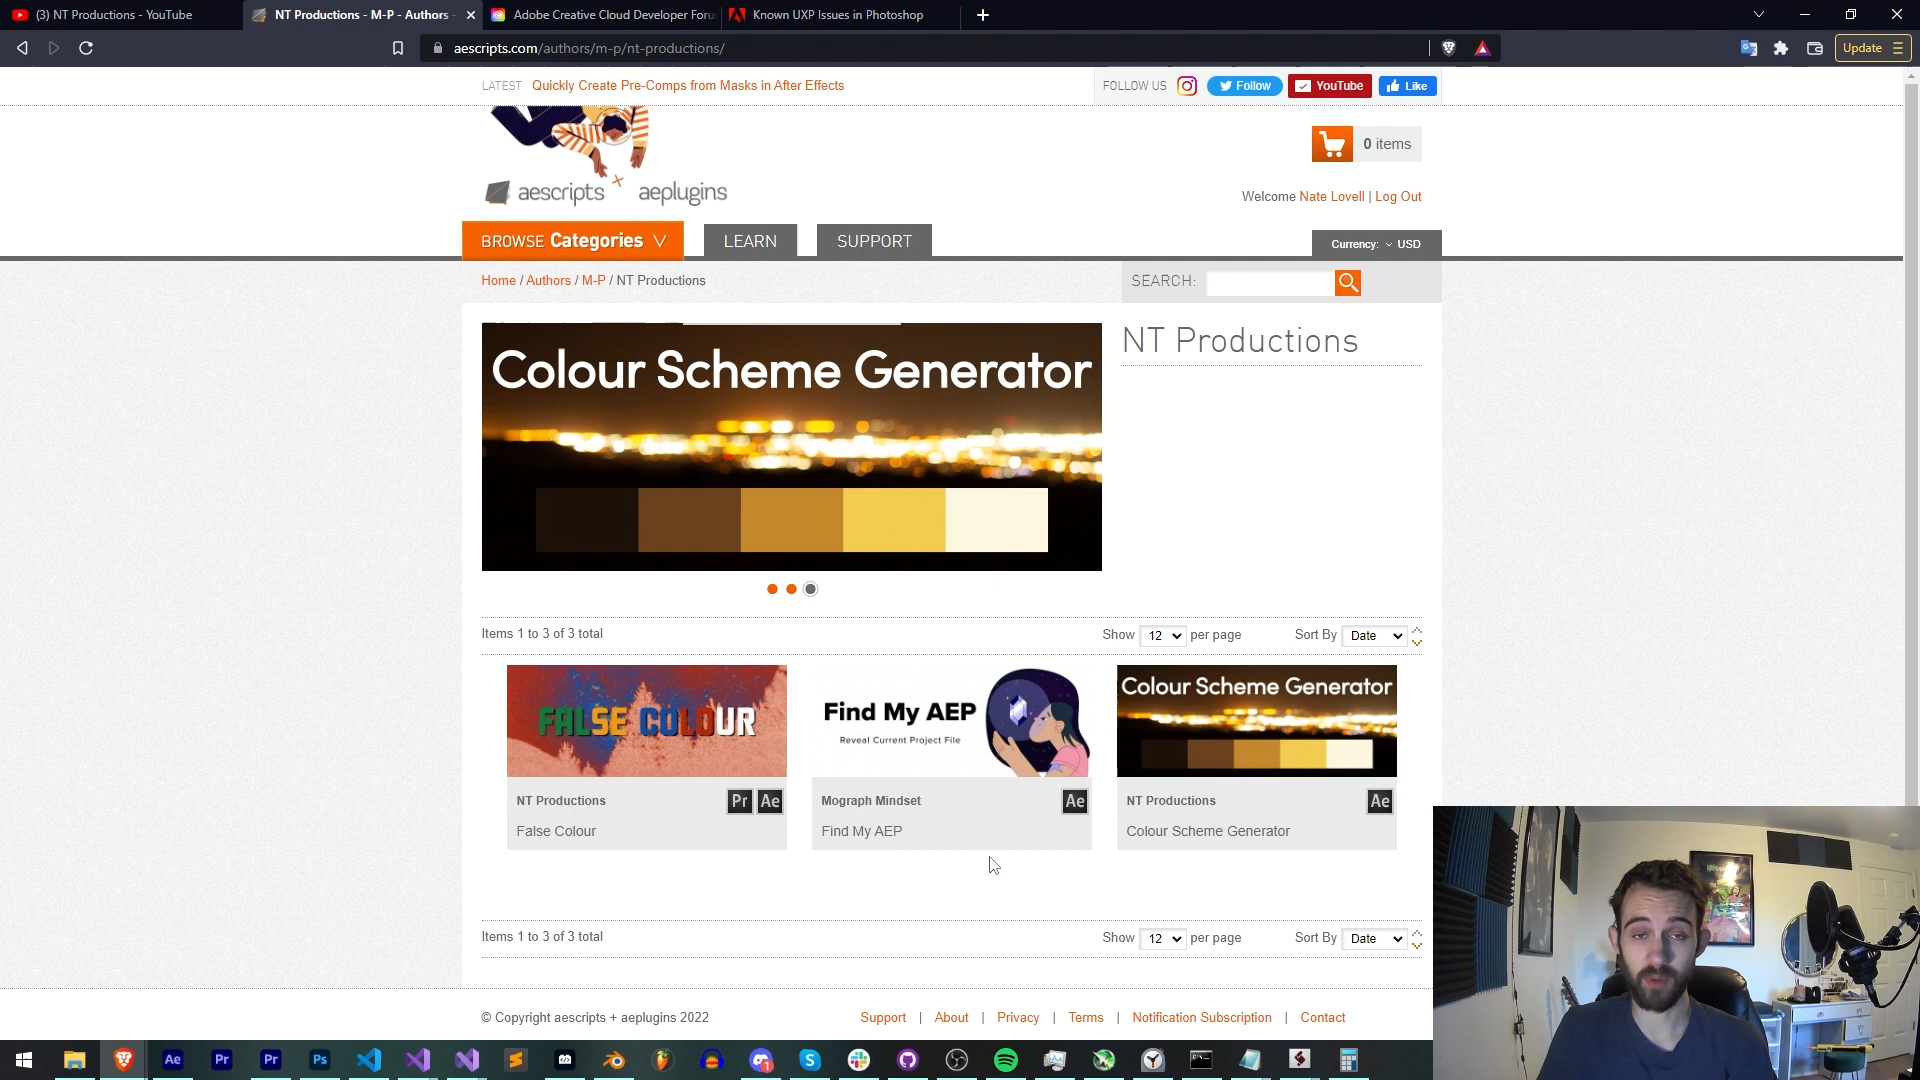 (3) NT Productions - YouTube
NT Productions - M-P - Authors -
Adobe Creative Cloud Developer Foru
Known UXP Issues in Photoshop
aescripts.com/authors/m-p/nt-productions/
Update
LATEST Quickly Create Pre-Comps from Masks in After Effects
FOLLOW US Follow YouTube Like
0 items
aescripts + aeplugins
Welcome Nate Lovell | Log Out
BROWSE Categories V LEARN SUPPORT
Currency: USD
Home / Authors / M-P / NT Productions
SEARCH:
Colour Scheme Generator
NT Productions
Items 1 to 3 of 3 total
Show 12 per page Sort By Date
FALSE COLOUR
Find My AEP
Reveal Current Project File
Colour Scheme Generator
NT Productions Pr Ae
False Colour
Mograph Mindset Ae
Find My AEP
NT Productions Ae
Colour Scheme Generator
Items 1 to 3 of 3 total
Show 12 per page Sort By Date
© Copyright aescripts + aeplugins 2022
Support | About | Privacy | Terms | Notification Subscription | Contact
Ae Pr Pr Ps